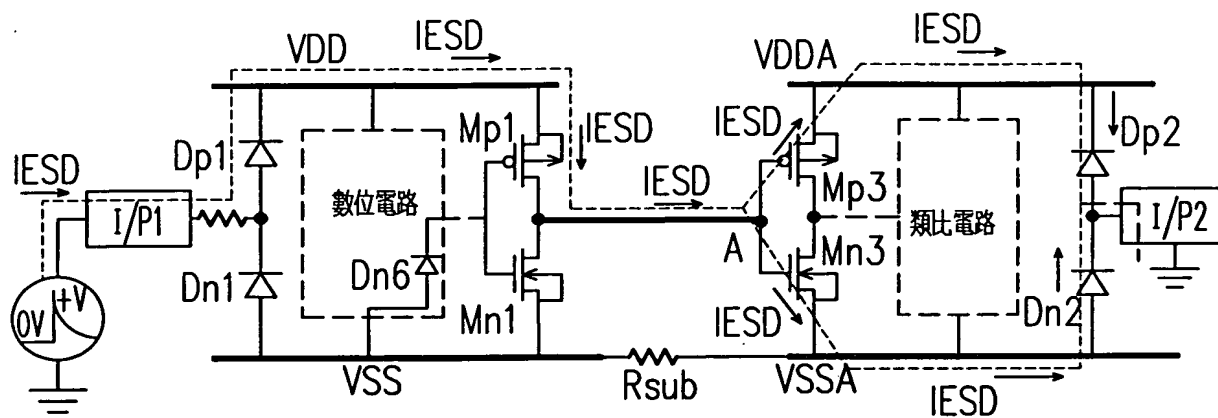 IESD
VDD
IESD
VDDA
IESD
Dp1
Mp1
IESD
IESD
Dp2
I/P1
數位電路
IESD
Mp3
類比電路
I/P2
A
Mn3
Dn1
Dn6
Mn1
IESD
Dn2
0V
+V
VSS
Rsub
VSSA
IESD